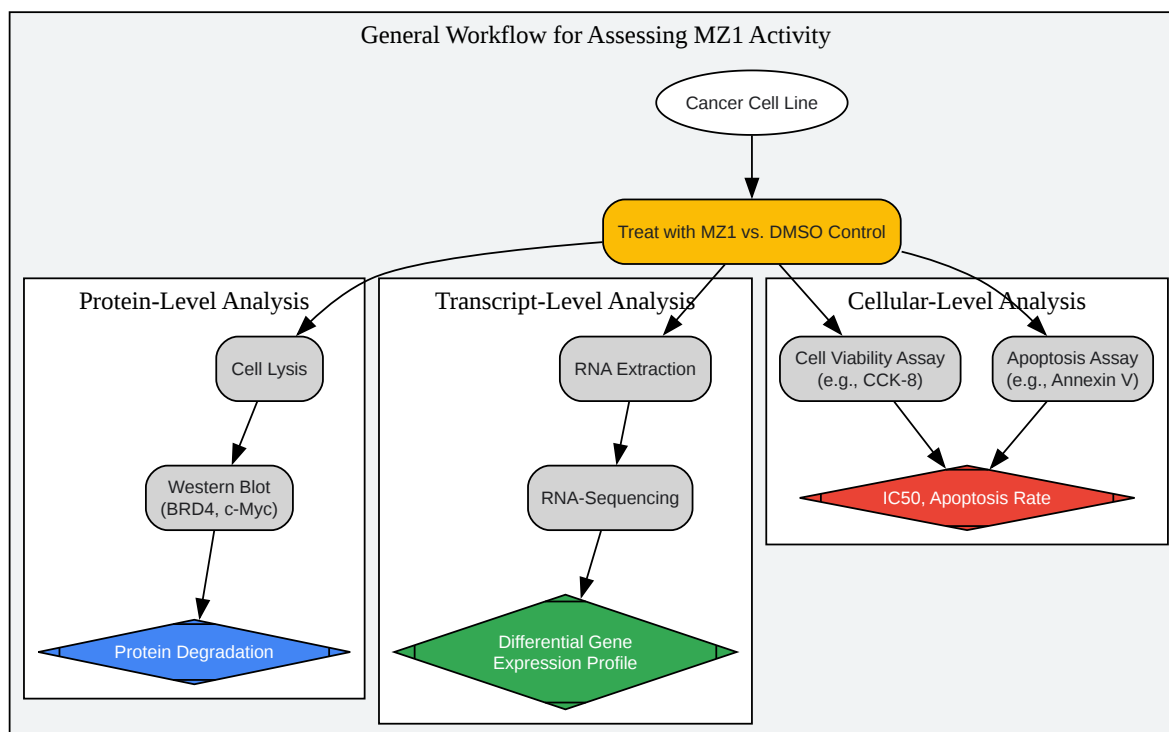 General Workflow for Assessing MZ1 Activity
Cancer Cell Line
Treat with MZ1 vs. DMSO Control
Protein-Level Analysis
Cell Lysis
Western Blot
(BRD4, c-Myc)
Protein Degradation
Transcript-Level Analysis
RNA Extraction
RNA-Sequencing
Differential Gene
Expression Profile
Cellular-Level Analysis
Cell Viability Assay
(e.g., CCK-8)
Apoptosis Assay
(e.g., Annexin V)
IC50, Apoptosis Rate